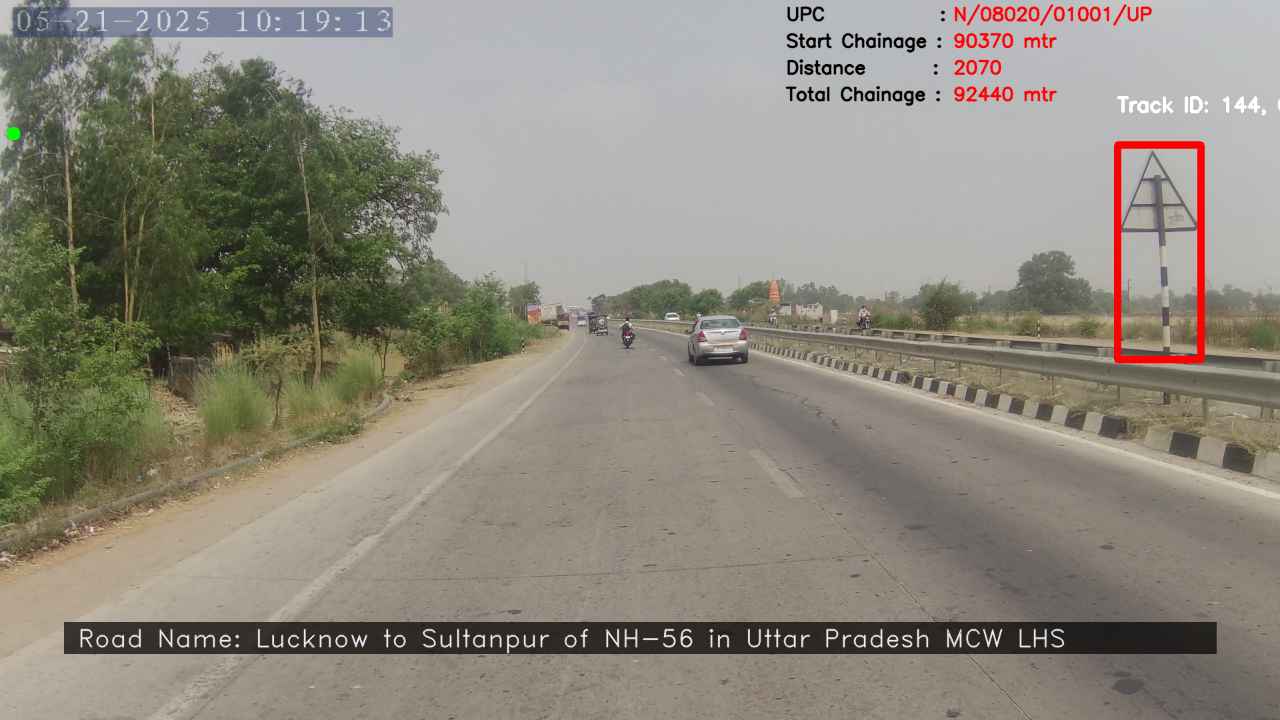 05-21-2025 10:19:13
UPC : N/08020/01001/UP
Start Chainage : 90370 mtr
Distance : 2070
Total Chainage : 92440 mtr
Track ID: 144,
Road Name: Lucknow to Sultanpur of NH-56 in Uttar Pradesh MCW LHS